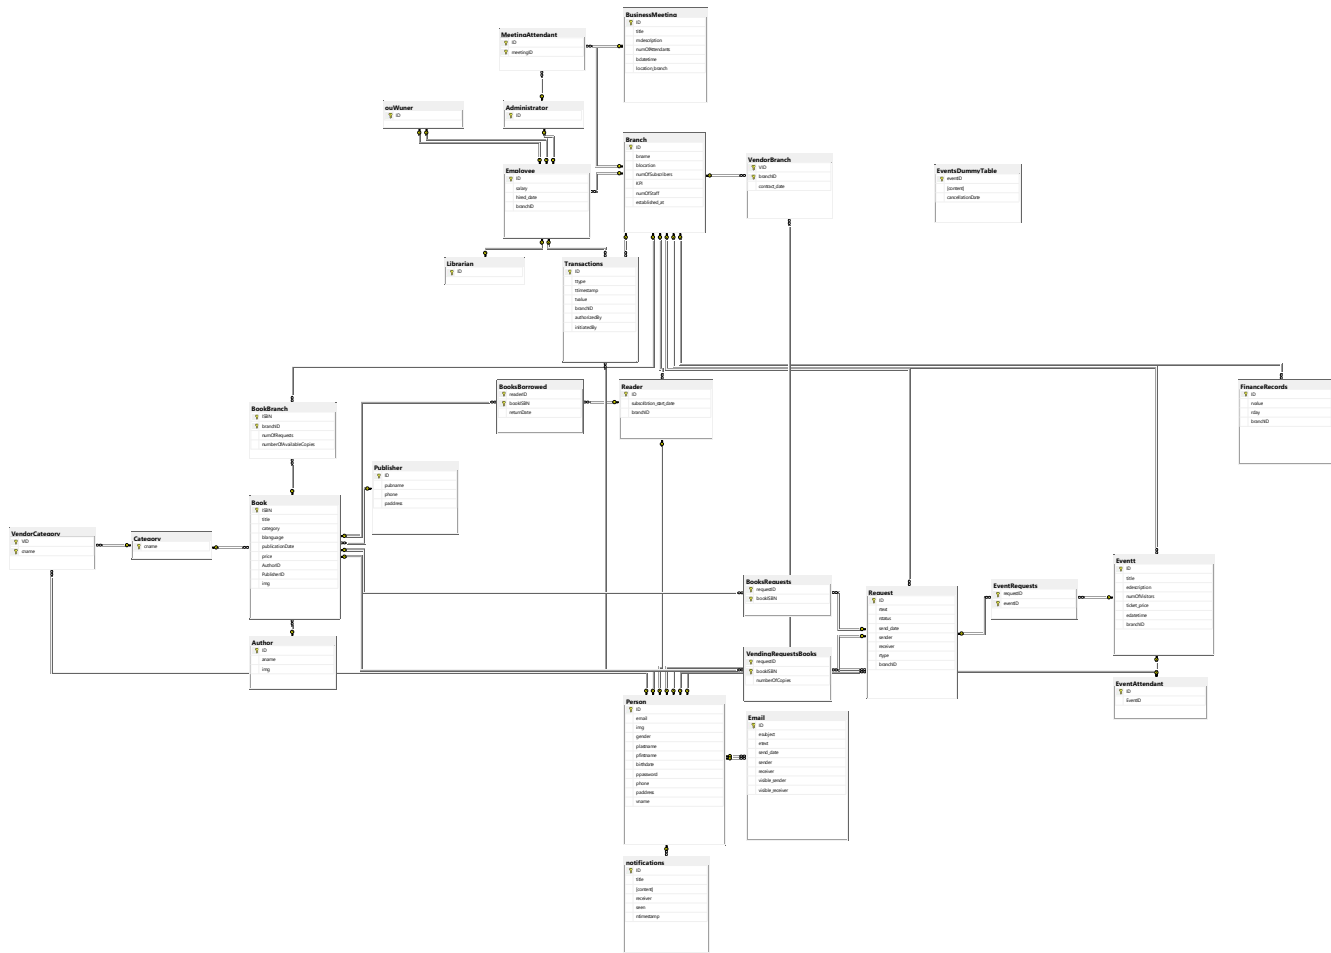 BusinessMeeting
ID
title
mdescription
numOfAttendants
bdatetime
location_branch
MeetingAttendant
ID
meetingID
ouWuner
ID
Administrator
ID
Branch
ID
bname
blocation
numOfSubscribers
KPI
numOfStaff
established_at
VendorBranch
VID
branchID
contract_date
EventsDummyTable
eventID
[content]
cancellationDate
Employee
ID
salary
hired_date
branchID
Librarian
ID
Transactions
ID
ttype
ttimestamp
tvalue
branchID
authorizedBy
initiatedBy
BooksBorrowed
readerID
bookISBN
returnDate
Reader
ID
subscribtion_start_date
branchID
FinanceRecords
ID
rvalue
rday
branchID
BookBranch
ISBN
branchID
numOfRequests
numberOfAvailableCopies
Publisher
ID
pubname
phone
paddress
Book
ISBN
title
category
blanguage
publicationDate
price
AuthorID
PublisherID
img
VendorCategory
VID
cname
Category
cname
Author
ID
aname
img
BooksRequests
requestID
bookISBN
Request
ID
rtext
rstatus
send_date
sender
receiver
rtype
branchID
EventRequests
requestID
eventID
Eventt
ID
title
edescription
numOfVisitors
ticket_price
edatetime
branchID
VendingRequestsBooks
requestID
bookISBN
numberOfCopies
EventAttendant
ID
EventID
Person
ID
email
img
gender
plastname
pfirstname
birthdate
ppassword
phone
paddress
vname
Email
ID
esubject
etext
send_date
sender
receiver
visible_sender
visible_receiver
notifications
ID
title
[content]
receiver
seen
ntimestamp